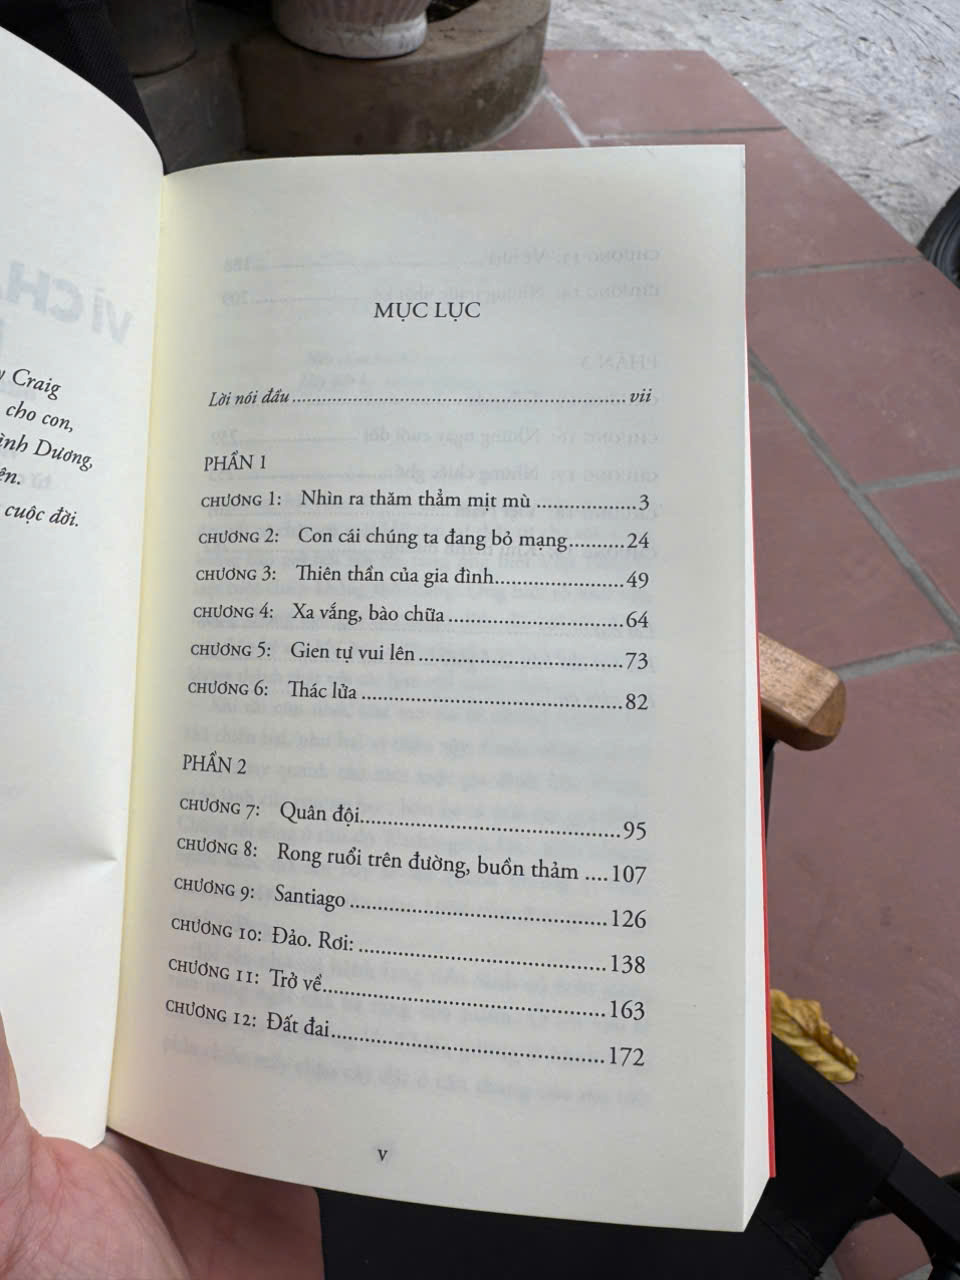 Craig
cho con,
Dương,
cuộc đời.
MỤC LỤC
Lời nói đầu ........ vii
PHẦN 1
CHƯƠNG 1: Nhìn ra thăm thẳm mịt mù ........ 3
CHƯƠNG 2: Con cái chúng ta đang bỏ mạng ........ 24
CHƯƠNG 3: Thiên thần của gia đình ........ 49
CHƯƠNG 4: Xa vắng, bào chữa ........ 64
CHƯƠNG 5: Gien tự vui lên ........ 73
CHƯƠNG 6: Thác lửa ........ 82
PHẦN 2
CHƯƠNG 7: Quân đội ........ 95
CHƯƠNG 8: Rong ruổi trên đường, buồn thảm .... 107
CHƯƠNG 9: Santiago ........ 126
CHƯƠNG 10: Đảo. Rơi: ........ 138
CHƯƠNG 11: Trở về ........ 163
CHƯƠNG 12: Đất đai ........ 172
v